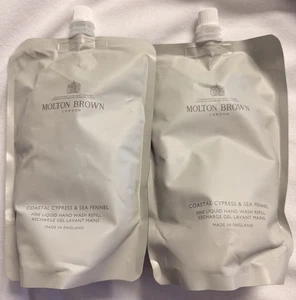 MOLTON BROWN
LONDON
COASTAL CYPRESS & SEA FENNEL
FINE LIQUID HAND WASH REFILL
RECHARGE GEL LAVANT MAINS
MADE IN ENGLAND
MOLTON BROWN
LONDON
COASTAL CYPRESS & SEA FENNEL
FINE LIQUID HAND WASH REFILL
RECHARGE GEL LAVANT MAINS
MADE IN ENGLAND